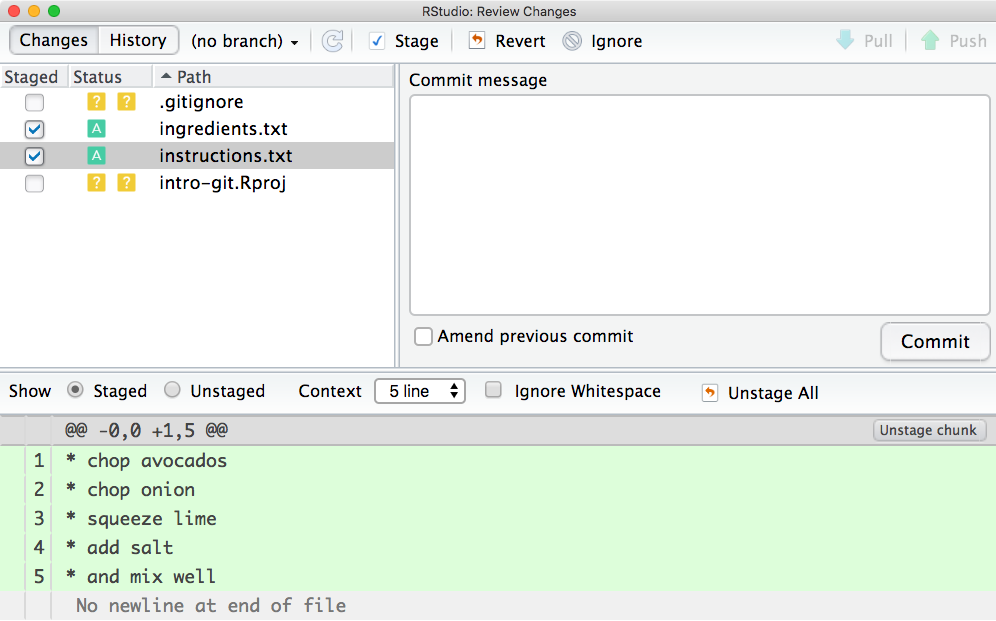 RStudio: Review Changes
Changes History (no branch) Stage Revert Ignore Pull Push
Staged Status Path
? ? .gitignore
A ingredients.txt
A instructions.txt
? ? intro-git.Rproj
Commit message
Amend previous commit
Commit
Show Staged Unstaged Context 5 line Ignore Whitespace Unstage All
@@ -0,0 +1,5 @@ Unstage chunk
1 * chop avocados
2 * chop onion
3 * squeeze lime
4 * add salt
5 * and mix well
No newline at end of file